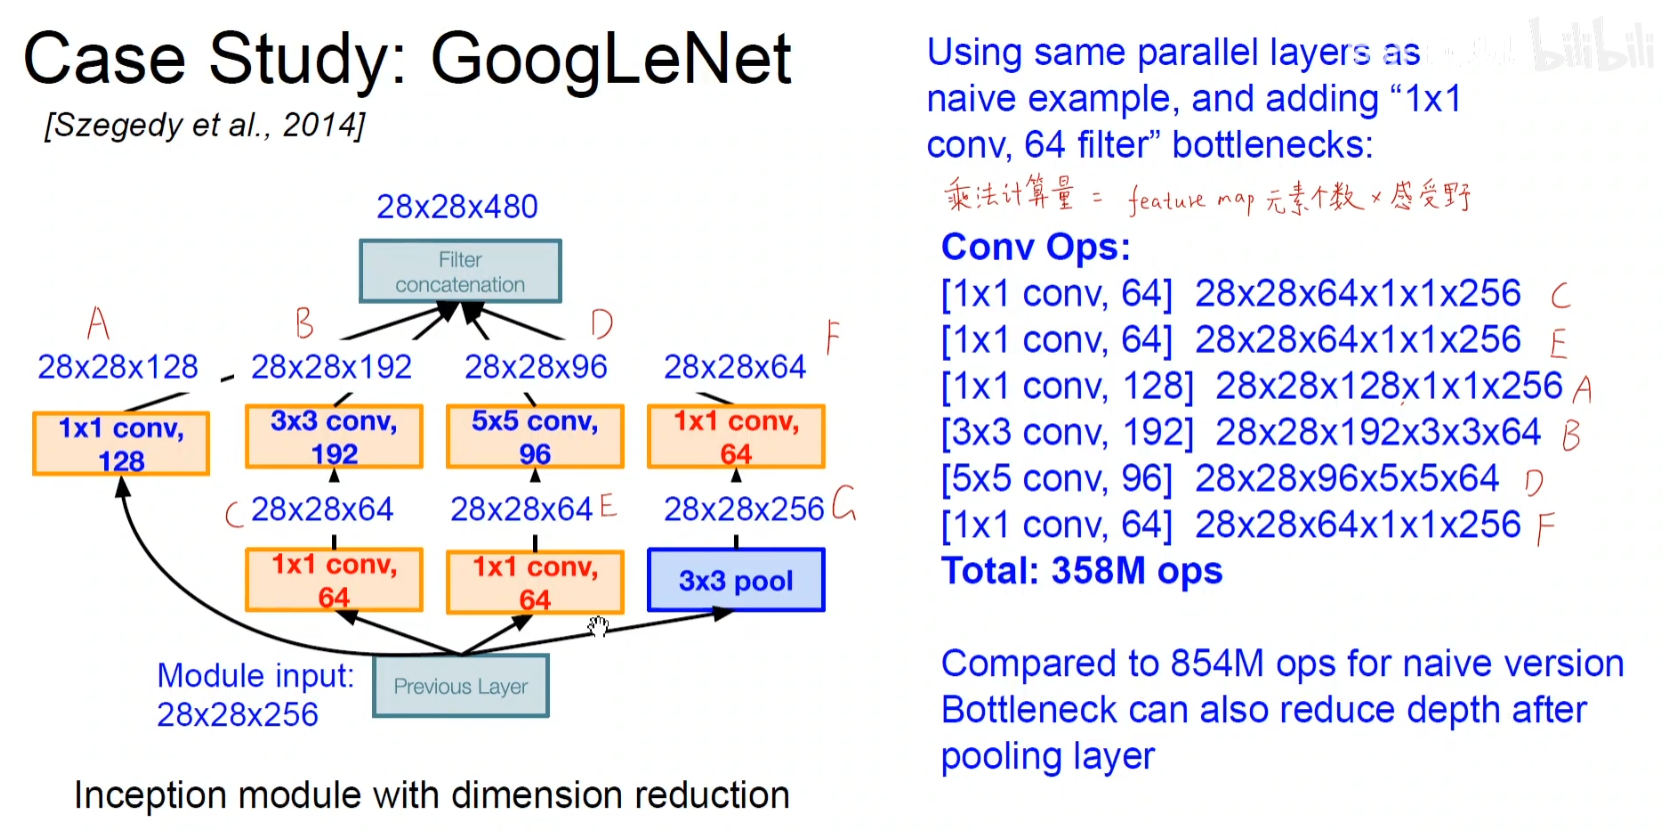 Case Study: GoogLeNet
[Szegedy et al., 2014]
28x28x480
Filter
concatenation
A
B
D
F
28x28x128
28x28x192
28x28x96
28x28x64
1x1 conv,
128
3x3 conv,
192
5x5 conv,
96
1x1 conv,
64
C 28x28x64
28x28x64 E
28x28x256 G
1x1 conv,
64
1x1 conv,
64
3x3 pool
Module input:
28x28x256
Previous Layer
Inception module with dimension reduction
bilibili
Using same parallel layers as
naive example, and adding “1x1
conv, 64 filter” bottlenecks:
乘法计算量 = feature map 元素个数 × 感受野
Conv Ops:
[1x1 conv, 64] 28x28x64x1x1x256 C
[1x1 conv, 64] 28x28x64x1x1x256 E
[1x1 conv, 128] 28x28x128x1x1x256 A
[3x3 conv, 192] 28x28x192x3x3x64 B
[5x5 conv, 96] 28x28x96x5x5x64 D
[1x1 conv, 64] 28x28x64x1x1x256 F
Total: 358M ops
Compared to 854M ops for naive version
Bottleneck can also reduce depth after
pooling layer